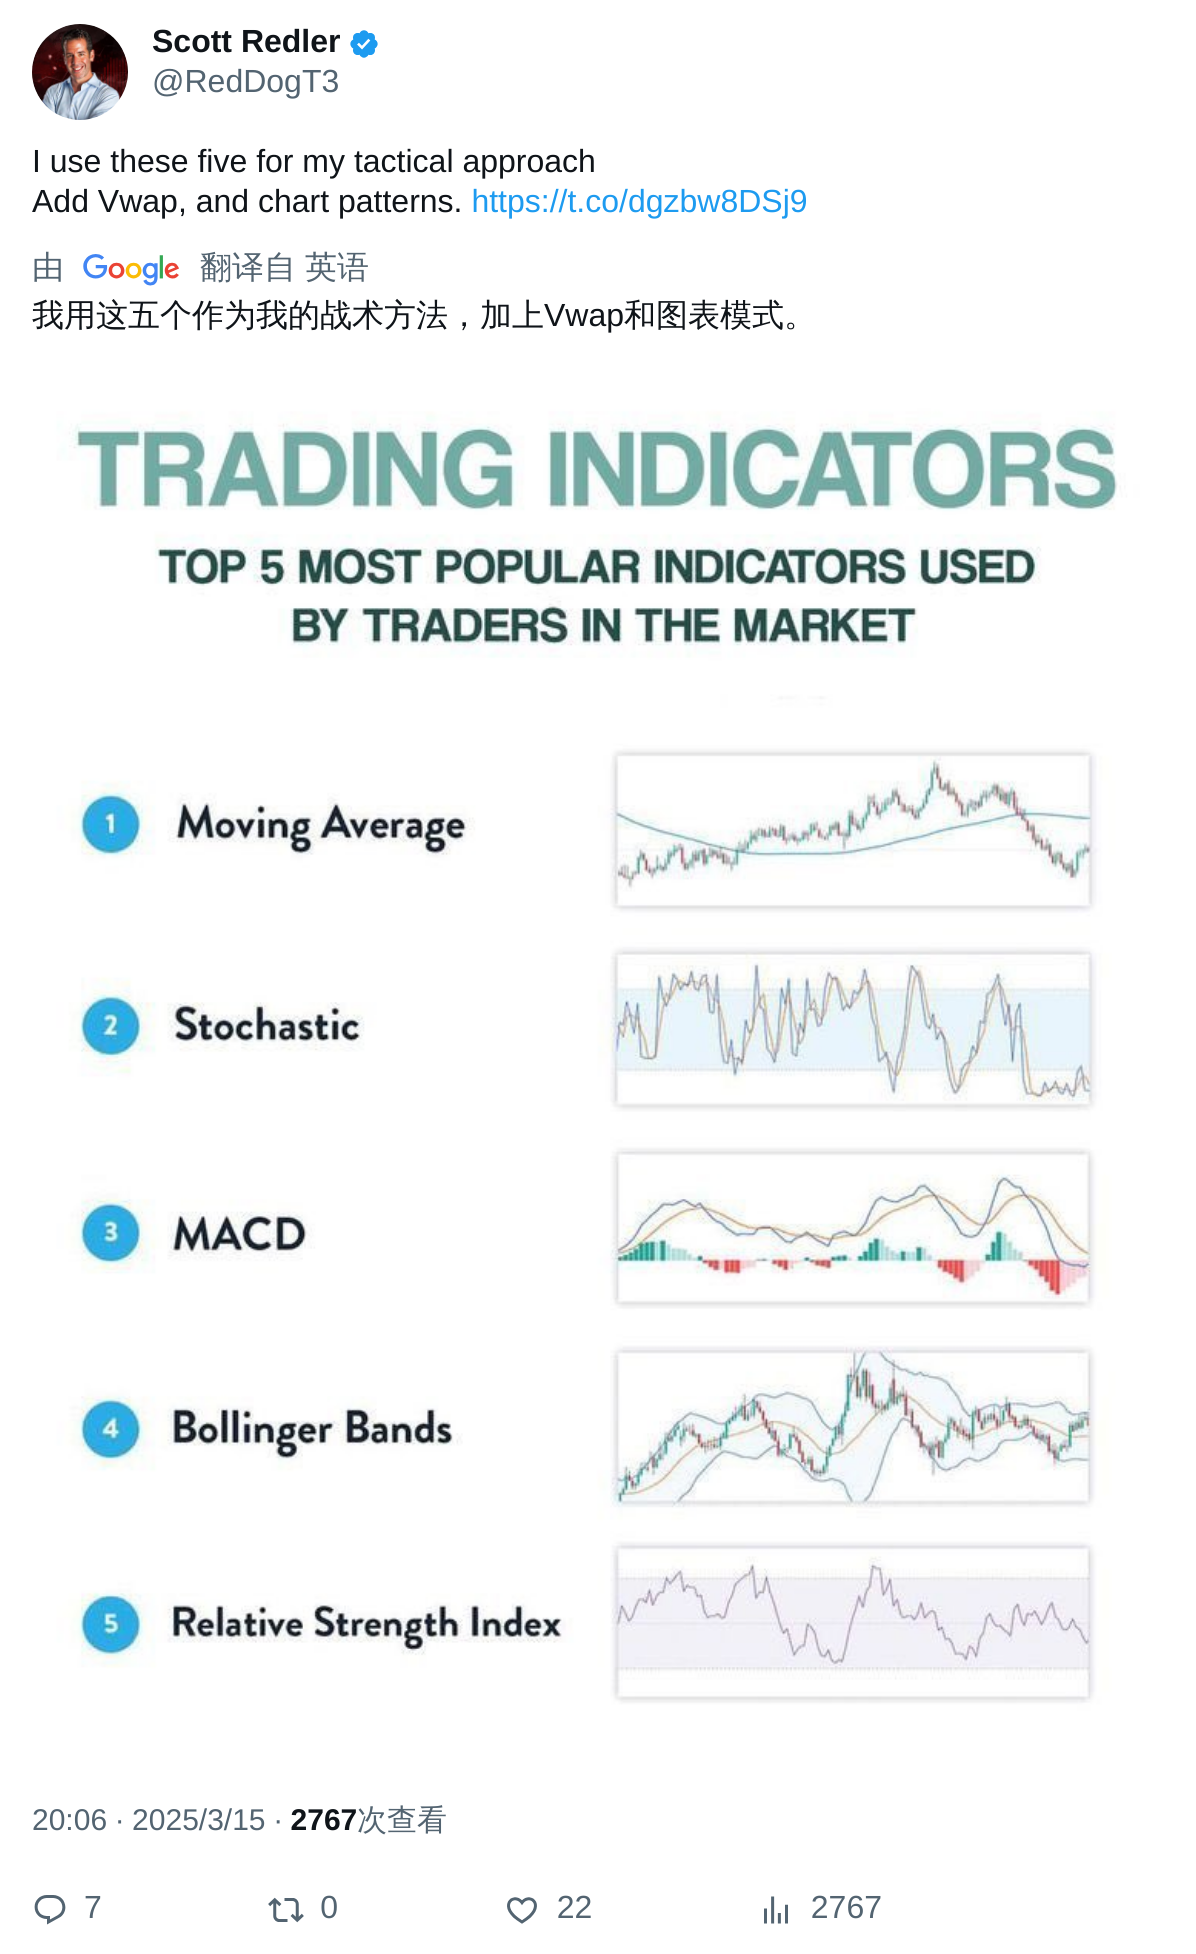 Scott Redler
@RedDogT3
I use these five for my tactical approach
Add Vwap, and chart patterns. https://t.co/dgzbw8DSj9
由 Google 翻译自 英语
我用这五个作为我的战术方法，加上Vwap和图表模式。
TRADING INDICATORS
TOP 5 MOST POPULAR INDICATORS USED
BY TRADERS IN THE MARKET
1 Moving Average
2 Stochastic
3 MACD
4 Bollinger Bands
5 Relative Strength Index
20:06 · 2025/3/15 · 2767次查看
7 0 22 2767